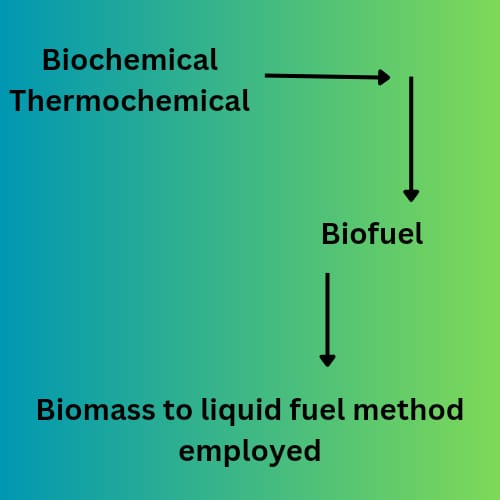 Biochemical
Thermochemical
Biofuel
Biomass to liquid fuel method
employed